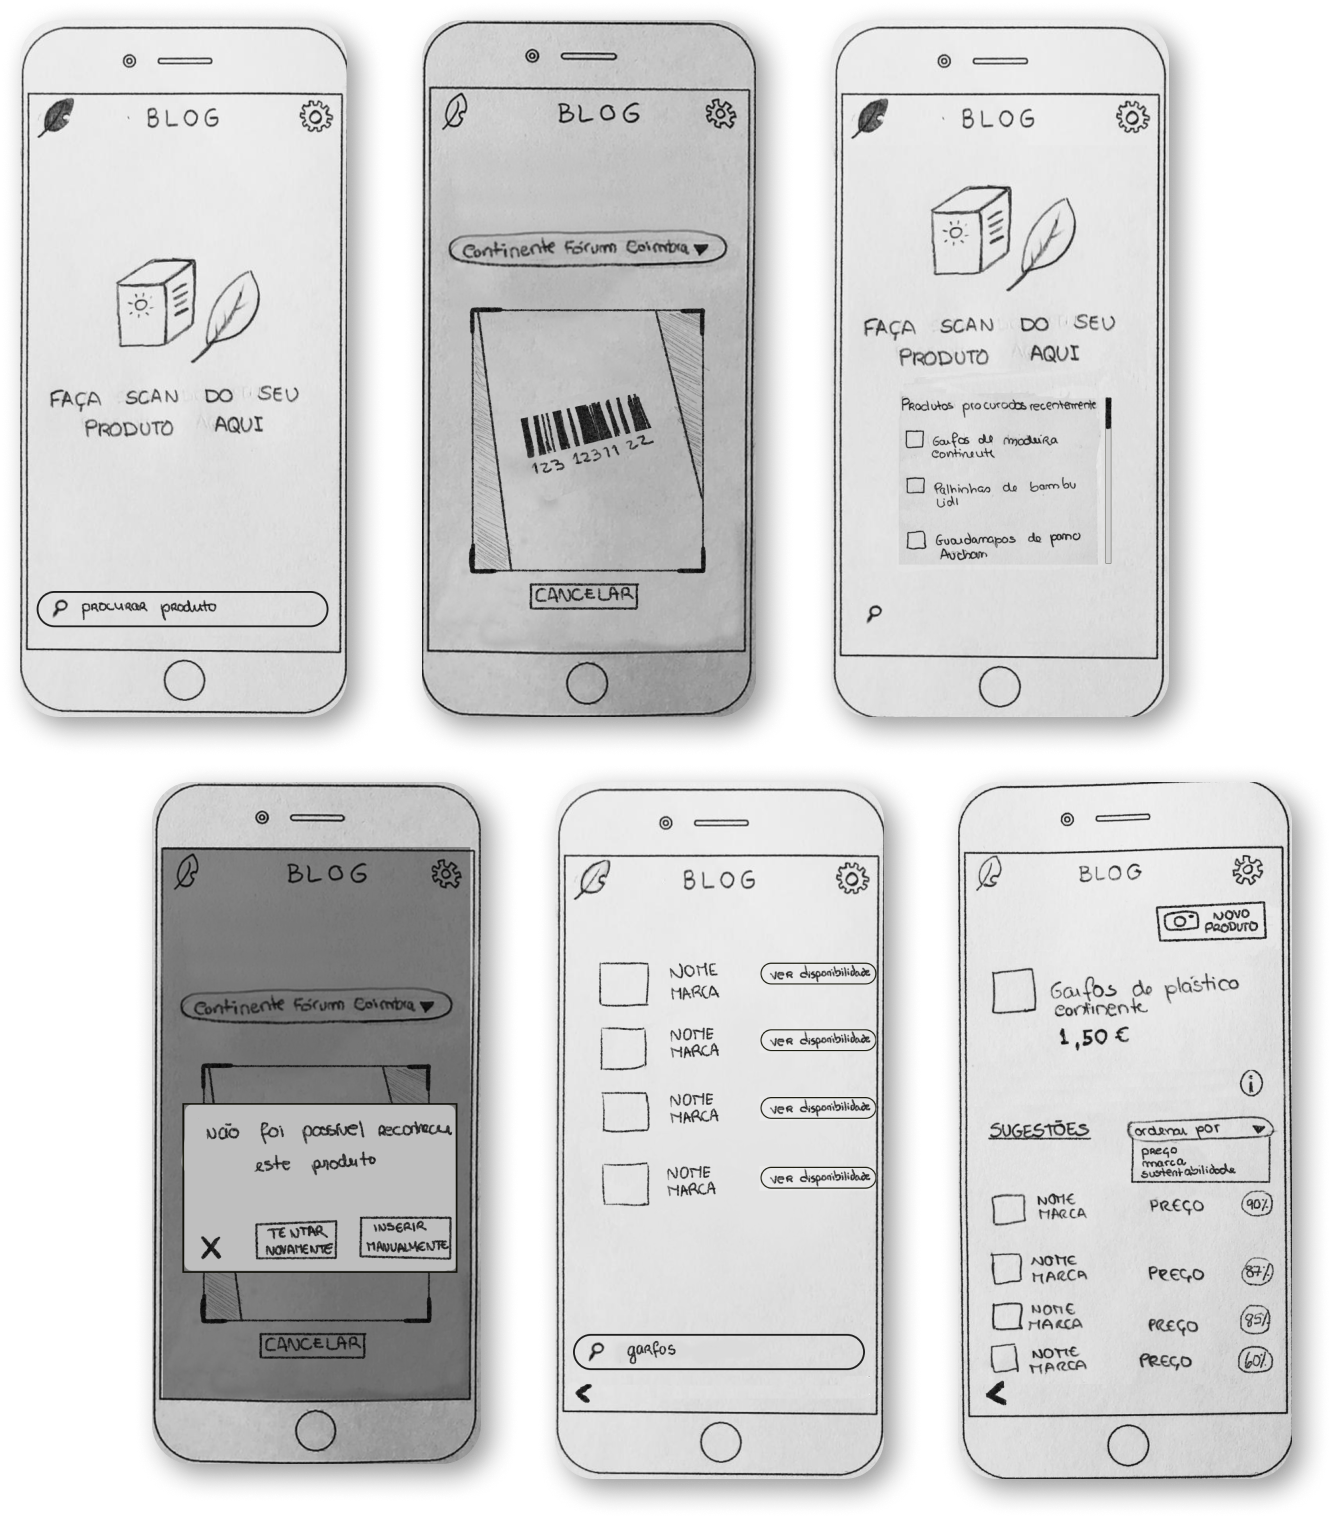 BLOG
FAÇA SCAN DO SEU
PRODUTO AQUI
procurar produto
BLOG
Continente Fórum Coimbra
123 12311 22
CANCELAR
BLOG
FAÇA SCAN DO SEU
PRODUTO AQUI
Produtos procurados recentemente
Garfos de madeira
continente
Palhinhas de bambu
Lidl
Guardanapos de pano
Auchan
BLOG
Continente Fórum Coimbra
Não foi possível reconhecer
este produto
X
TENTAR
NOVAMENTE
INSERIR
MANUALMENTE
CANCELAR
BLOG
NOME
MARCA
ver disponibilidade
NOME
MARCA
ver disponibilidade
NOME
MARCA
ver disponibilidade
NOME
MARCA
ver disponibilidade
garfos
<
BLOG
NOVO
PRODUTO
Garfos de plástico
continente
1,50 €
i
SUGESTÕES
ordenar por
preço
marca
sustentabilidade
NOME
MARCA
PREÇO
90%
NOME
MARCA
PREÇO
87%
NOME
MARCA
PREÇO
85%
NOME
MARCA
PREÇO
60%
<